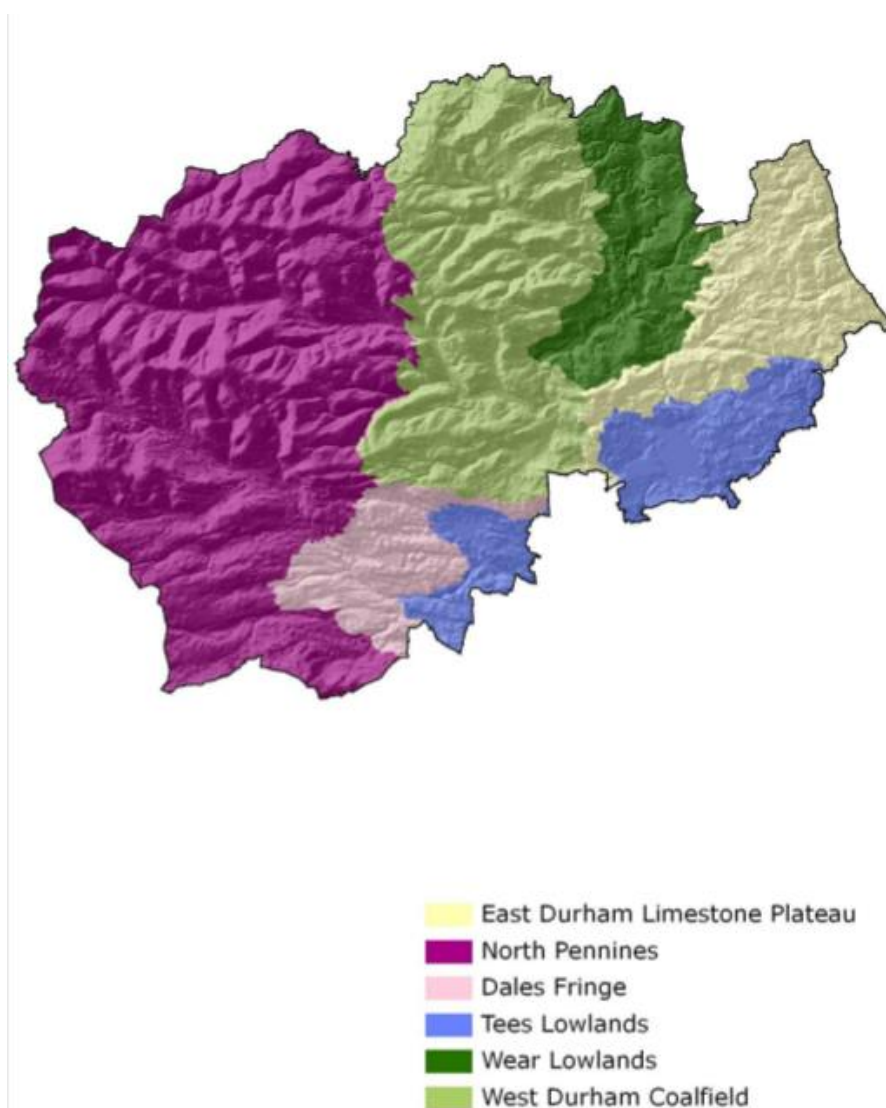 East Durham Limestone Plateau
North Pennines
Dales Fringe
Tees Lowlands
Wear Lowlands
West Durham Coalfield